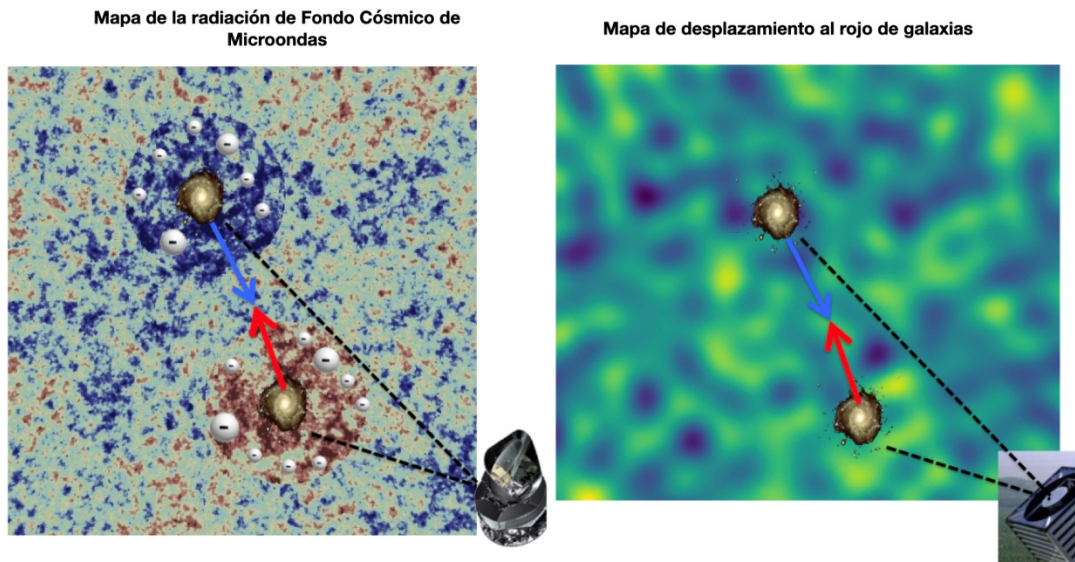 Mapa de la radiación de Fondo Cósmico de
Microondas
Mapa de desplazamiento al rojo de galaxias